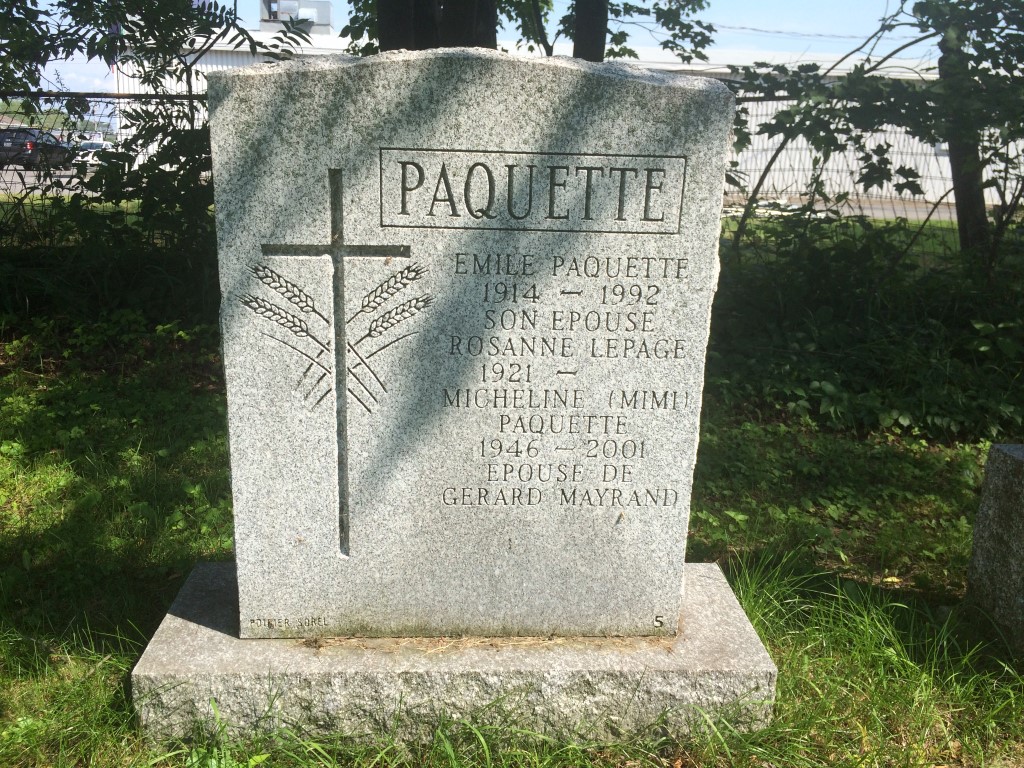 PAQUETTE
EMILE PAQUETTE
1914 – 1992
SON EPOUSE
ROSANNE LEPAGE
1921 –
MICHELINE (MIMI)
PAQUETTE
1946 – 2001
EPOUSE DE
GERARD MAYRAND
SOREL
5